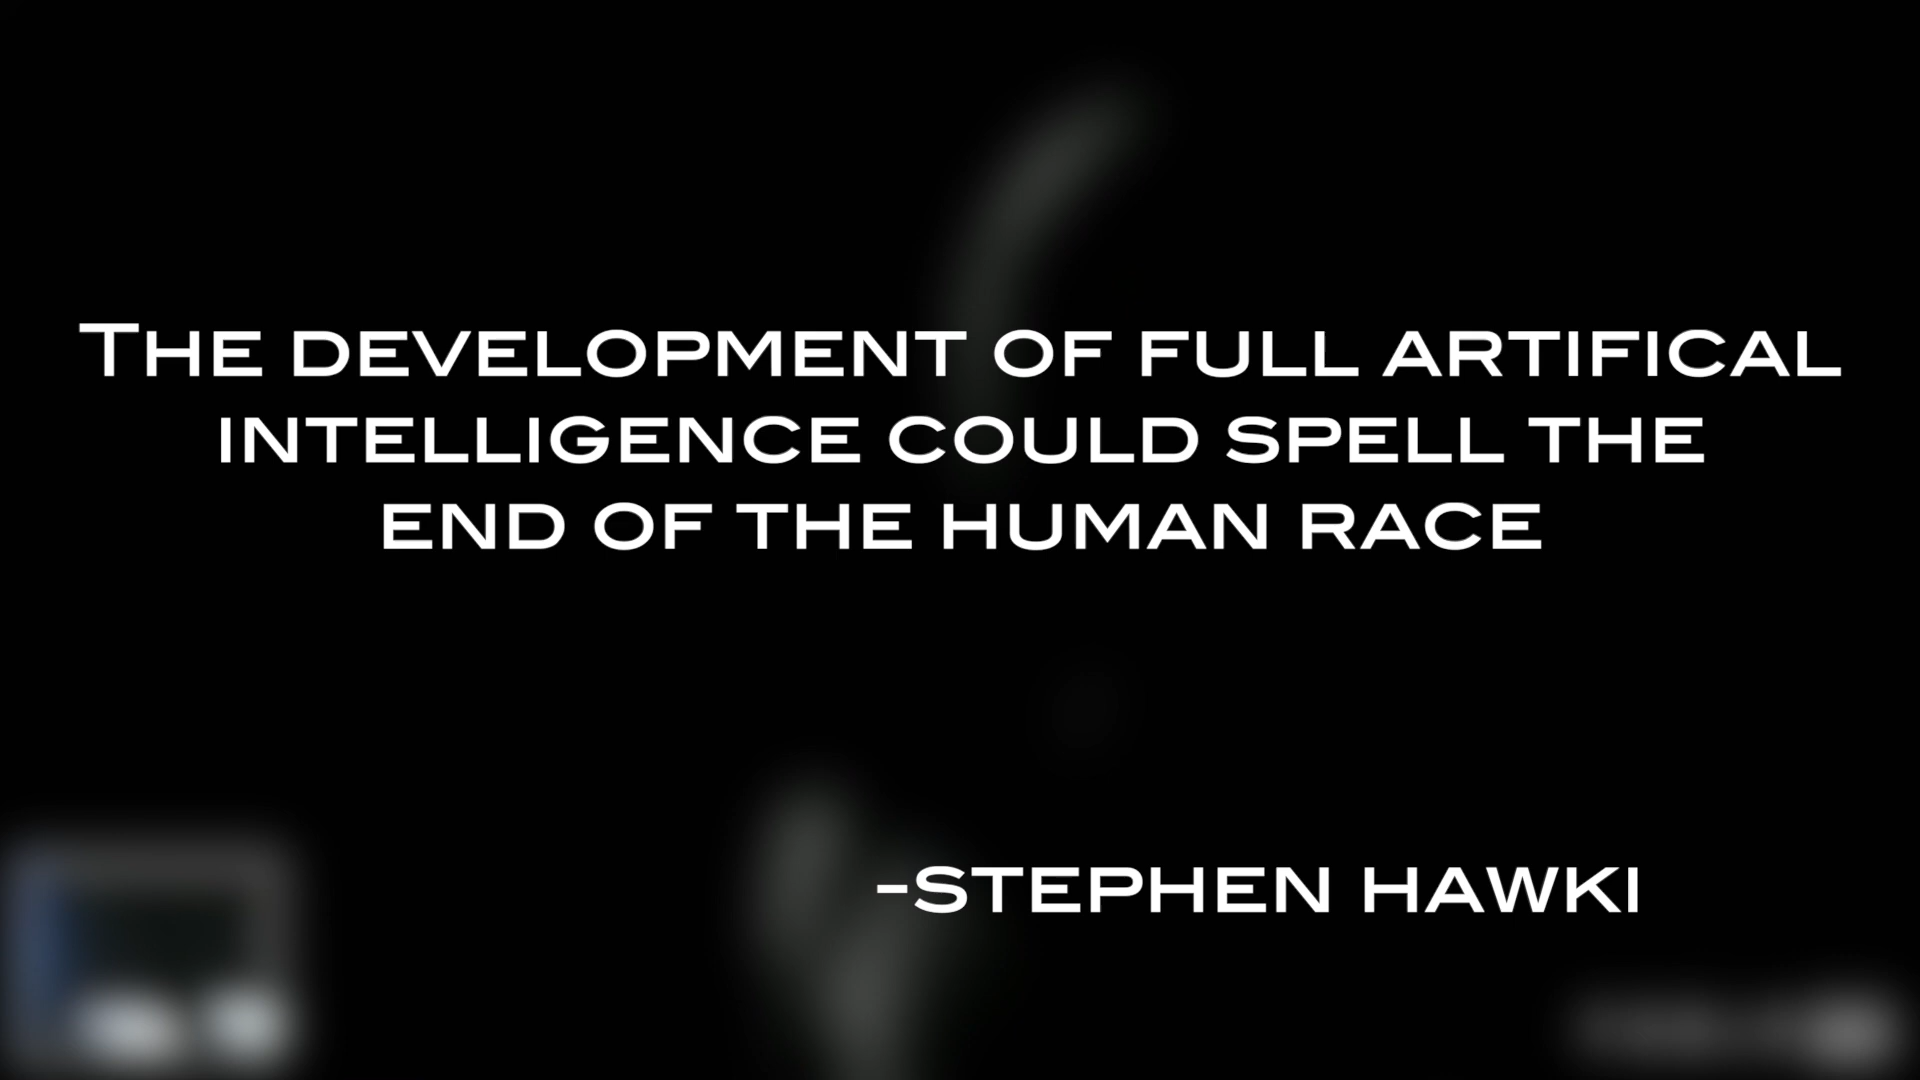 The development of full artifical
intelligence could spell the
end of the human race
-Stephen Hawki